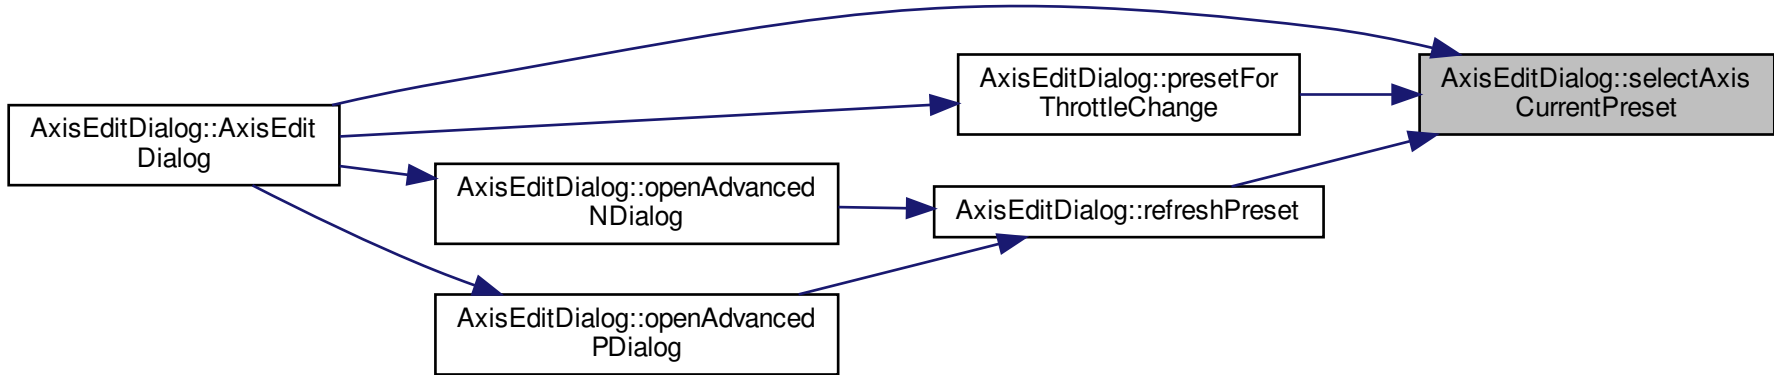 AxisEditDialog::AxisEdit
Dialog
AxisEditDialog::presetFor
ThrottleChange
AxisEditDialog::selectAxis
CurrentPreset
AxisEditDialog::openAdvanced
NDialog
AxisEditDialog::refreshPreset
AxisEditDialog::openAdvanced
PDialog